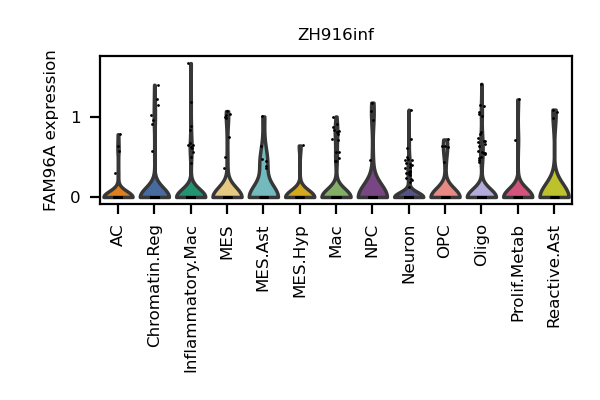 ZH916inf
FAM96A expression
1
0
AC
Chromatin.Reg
Inflammatory.Mac
MES
MES.Ast
MES.Hyp
Mac
NPC
Neuron
OPC
Oligo
Prolif.Metab
Reactive.Ast